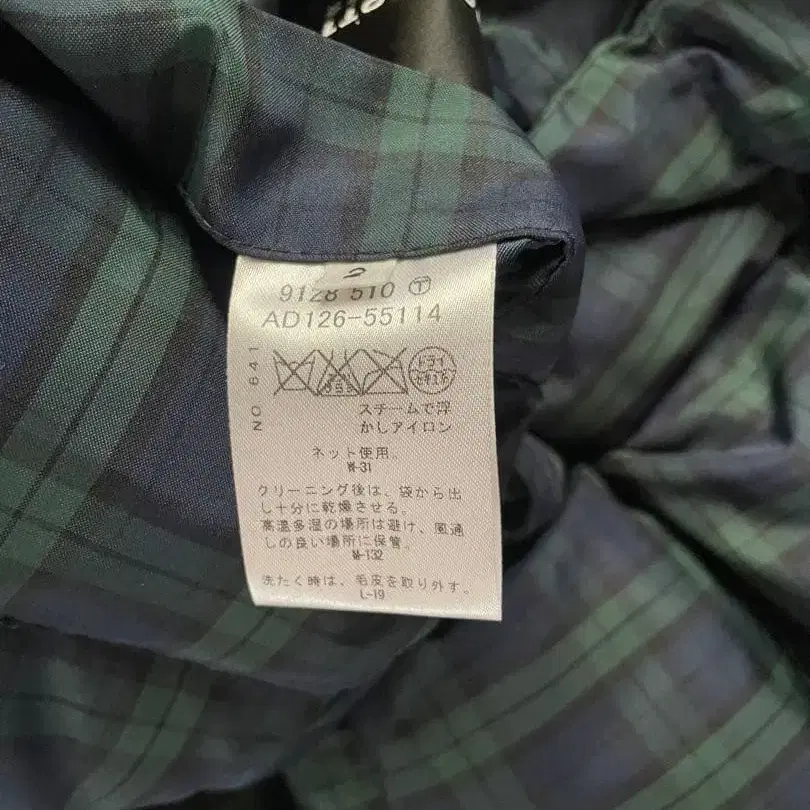 2
9128 510 Ⓣ
AD126-55114
NO 641
ドライ
セキユ系
スチームで浮
かしアイロン
ネット使用。
W-31
クリーニング後は、袋から出
し十分に乾燥させる。
高温多湿の場所は避け、風通
しの良い場所に保管。
M-132
洗たく時は、毛皮を取り外す。
L-19